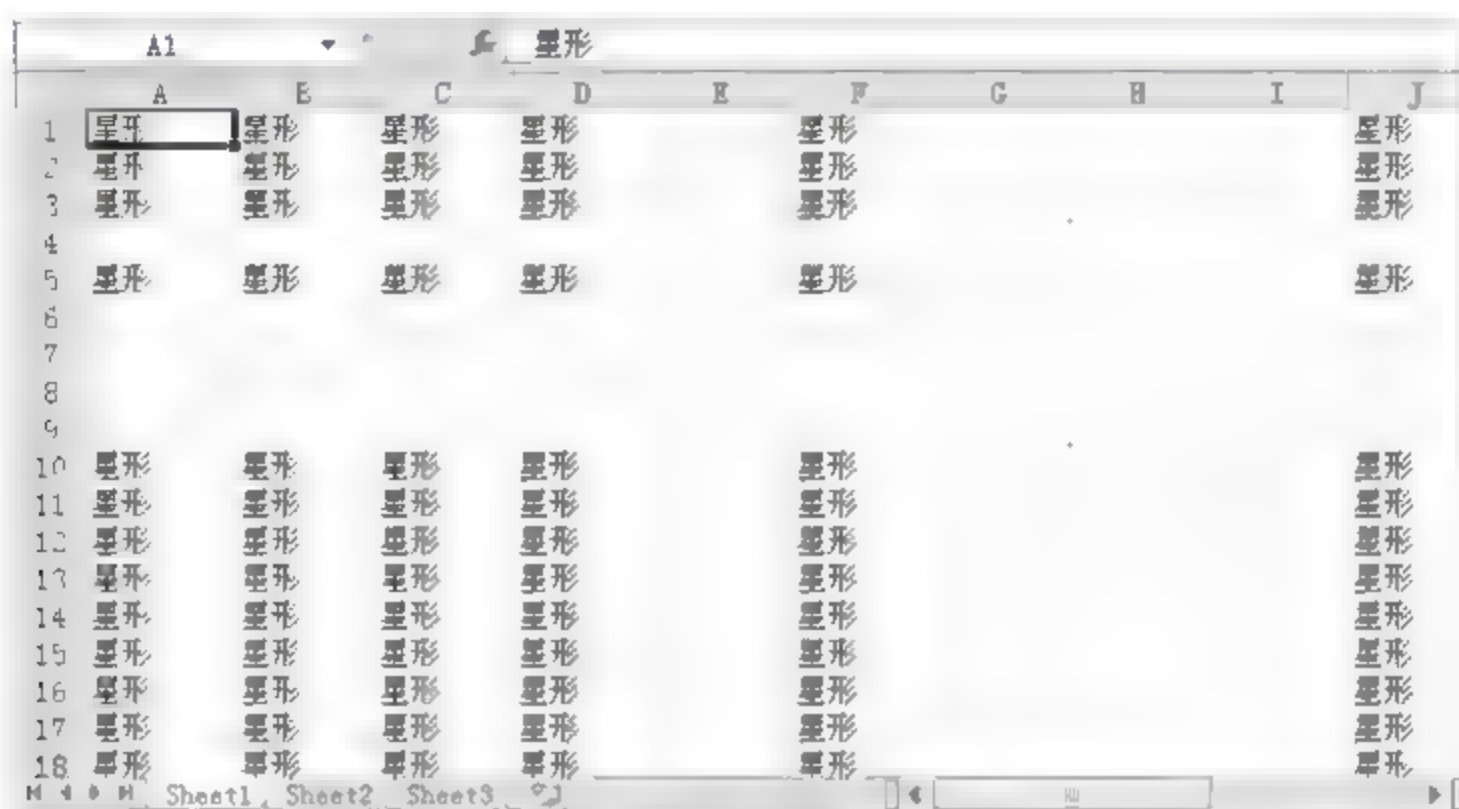 A1 星形
A B C D E F G H I J
1 星形 星形 星形 星形 星形 星形
2 星形 星形 星形 星形 星形 星形
3 星形 星形 星形 星形 星形 星形
4
5 星形 星形 星形 星形 星形 星形
6
7
8
9
10 星形 星形 星形 星形 星形 星形
11 星形 星形 星形 星形 星形 星形
12 星形 星形 星形 星形 星形 星形
13 星形 星形 星形 星形 星形 星形
14 星形 星形 星形 星形 星形 星形
15 星形 星形 星形 星形 星形 星形
16 星形 星形 星形 星形 星形 星形
17 星形 星形 星形 星形 星形 星形
18 星形 星形 星形 星形 星形 星形
Sheet1 Sheet2 Sheet3